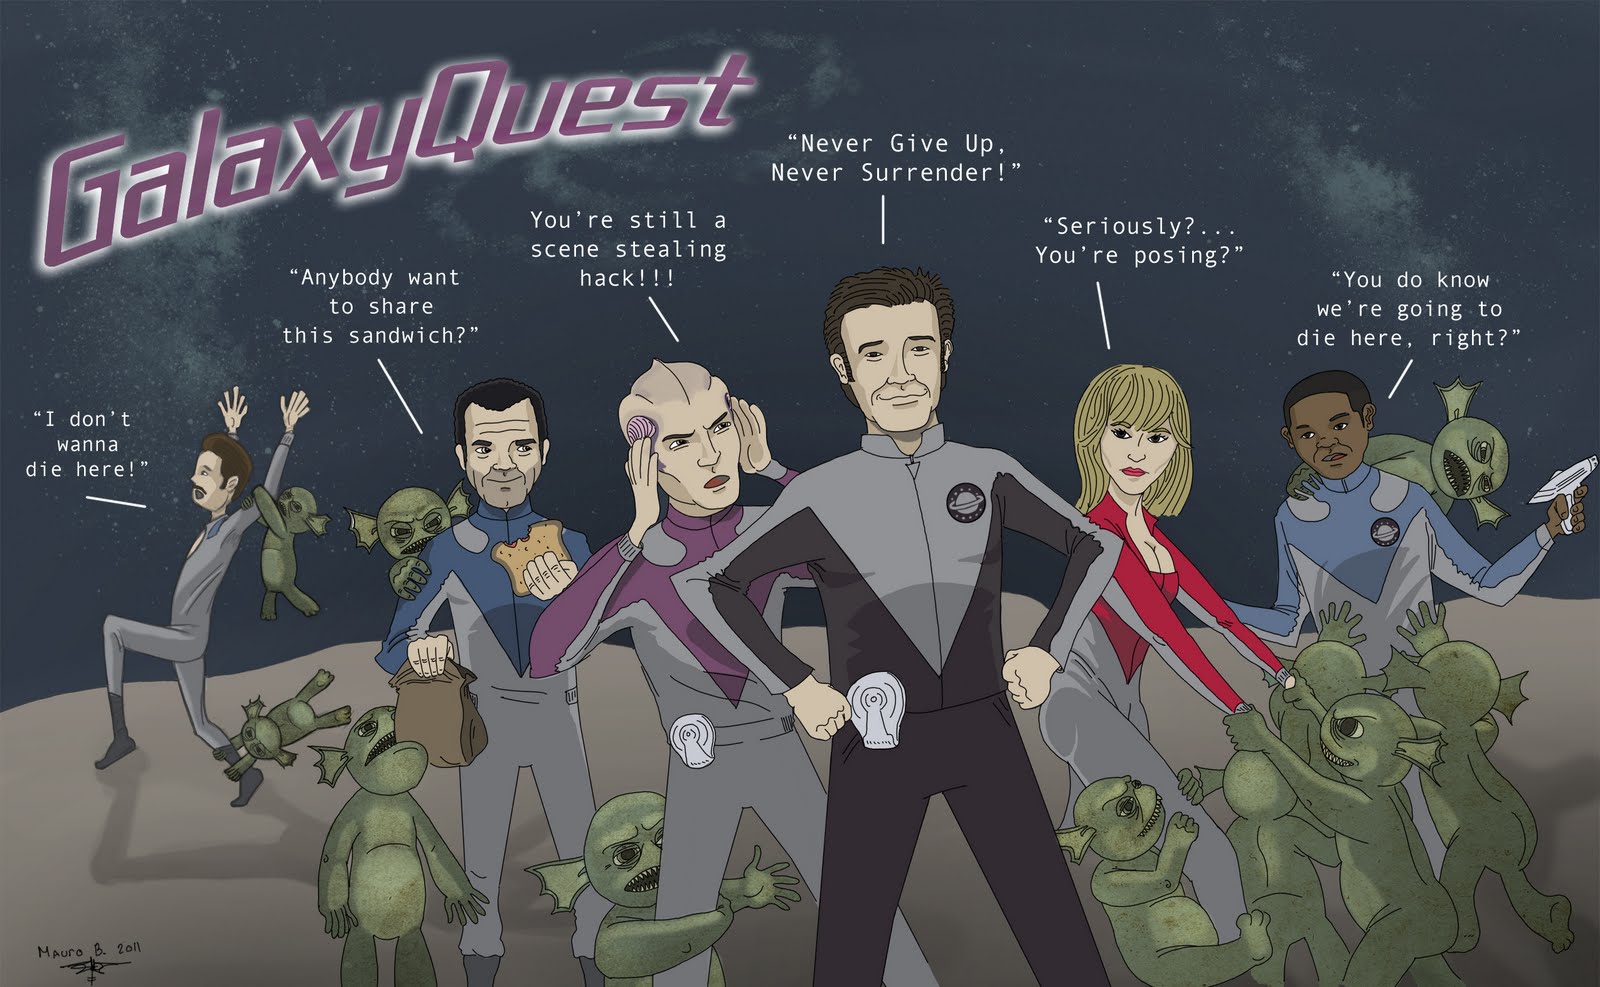 GalaxyQuest
“I don’t
wanna
die here!”
“Anybody want
to share
this sandwich?”
You’re still a
scene stealing
hack!!!
“Never Give Up,
Never Surrender!”
“Seriously?...
You’re posing?”
“You do know
we’re going to
die here, right?”
Mauro B. 2011